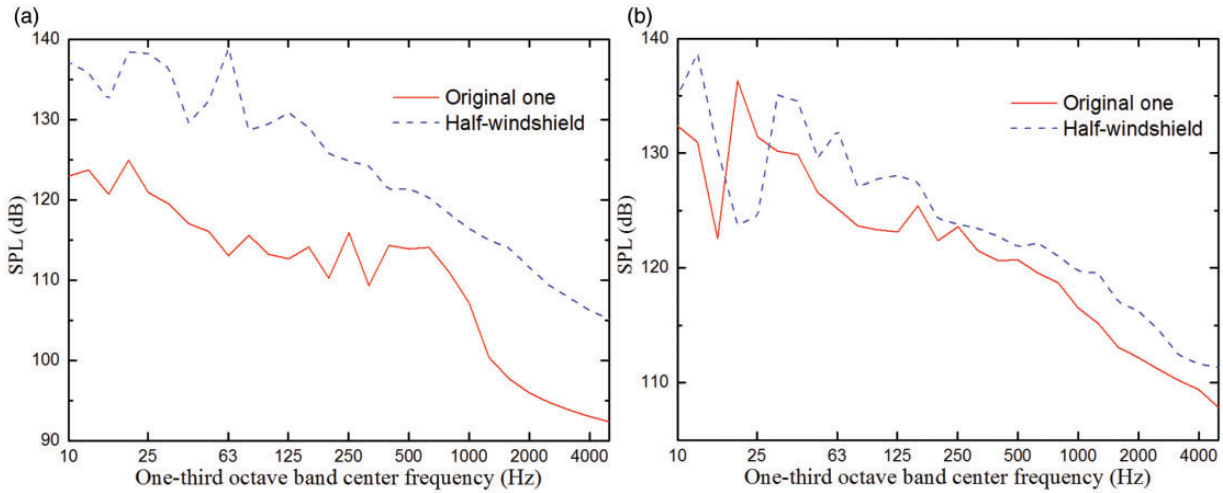 (a)
140
130
120
110
100
90
SPL (dB)
Original one
Half-windshield
10 25 63 125 250 500 1000 2000 4000
One-third octave band center frequency (Hz)
(b)
140
130
120
110
SPL (dB)
Original one
Half-windshield
10 25 63 125 250 500 1000 2000 4000
One-third octave band center frequency (Hz)